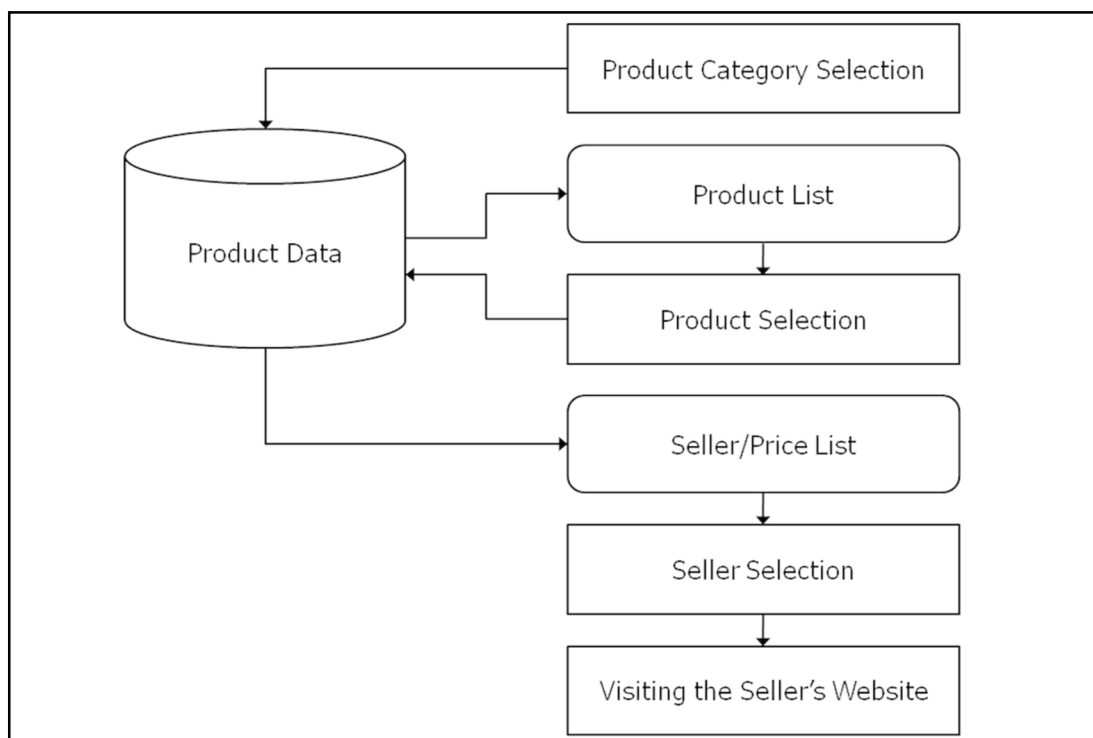 Product Category Selection
Product List
Product Data
Product Selection
Seller/Price List
Seller Selection
Visiting the Seller’s Website